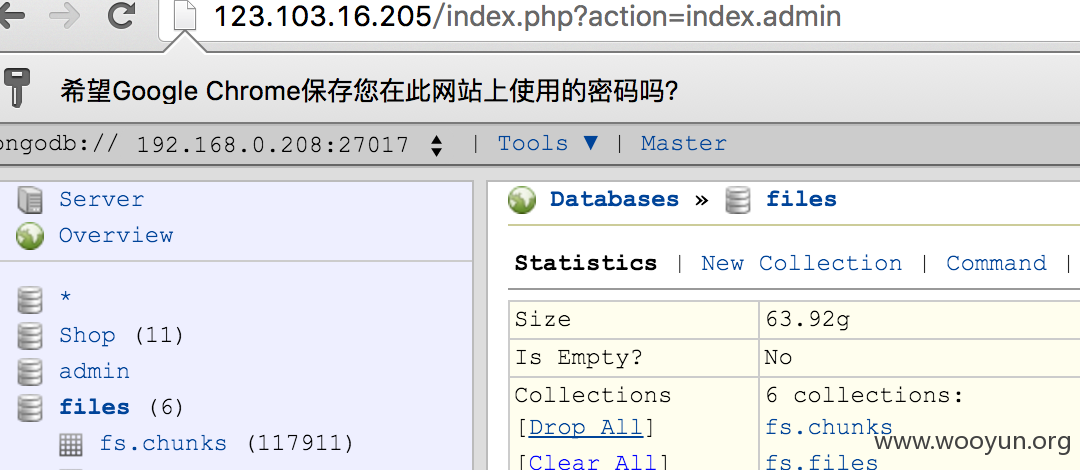 123.103.16.205/index.php?action=index.admin
希望Google Chrome保存您在此网站上使用的密码吗?
ongodb:// 192.168.0.208:27017 | Tools ▼ | Master
Server
Overview
*
Shop (11)
admin
files (6)
fs.chunks (117911)
Databases » files
Statistics | New Collection | Command |
Size 63.92g
Is Empty? No
Collections 6 collections:
[Drop All] fs.chunks
[Clear All] fs.files
www.wooyun.org